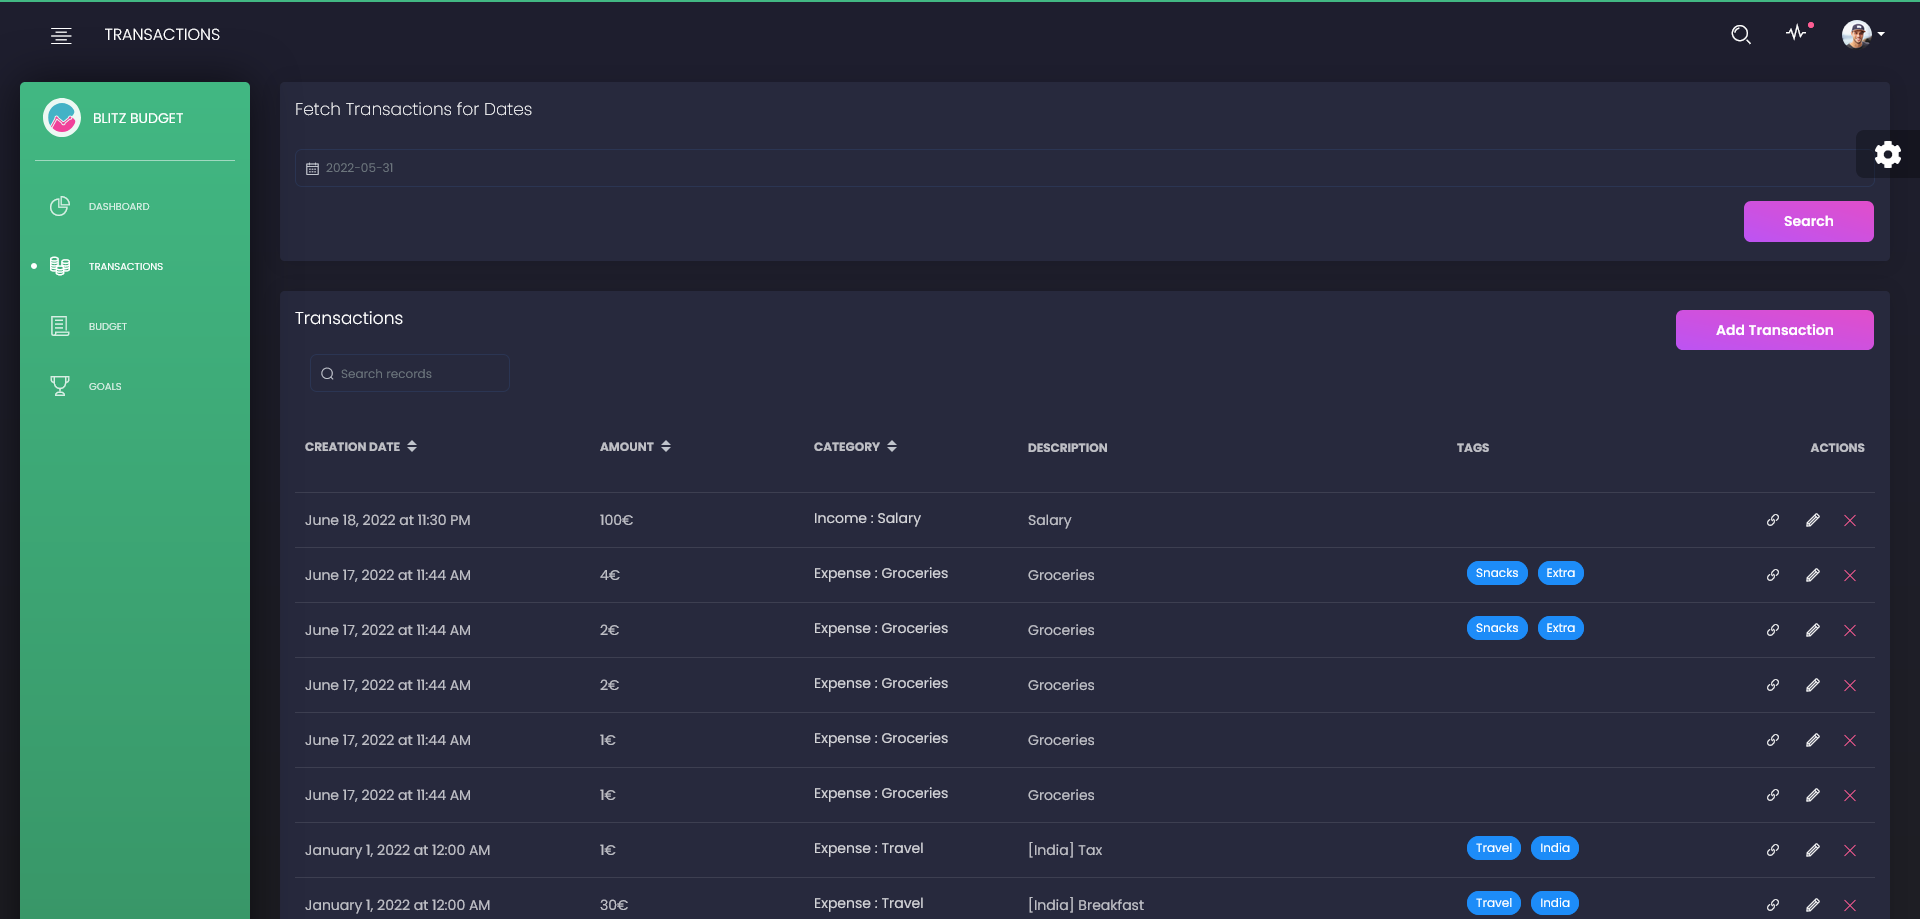 TRANSACTIONS
BLITZ BUDGET
DASHBOARD
TRANSACTIONS
BUDGET
GOALS
Fetch Transactions for Dates
2022-05-31
Search
Transactions
Add Transaction
Search records
CREATION DATE AMOUNT CATEGORY DESCRIPTION TAGS ACTIONS
June 18, 2022 at 11:30 PM 100€ Income : Salary Salary
June 17, 2022 at 11:44 AM 4€ Expense : Groceries Groceries Snacks Extra
June 17, 2022 at 11:44 AM 2€ Expense : Groceries Groceries Snacks Extra
June 17, 2022 at 11:44 AM 2€ Expense : Groceries Groceries
June 17, 2022 at 11:44 AM 1€ Expense : Groceries Groceries
June 17, 2022 at 11:44 AM 1€ Expense : Groceries Groceries
January 1, 2022 at 12:00 AM 1€ Expense : Travel [India] Tax Travel India
January 1, 2022 at 12:00 AM 30€ Expense : Travel [India] Breakfast Travel India